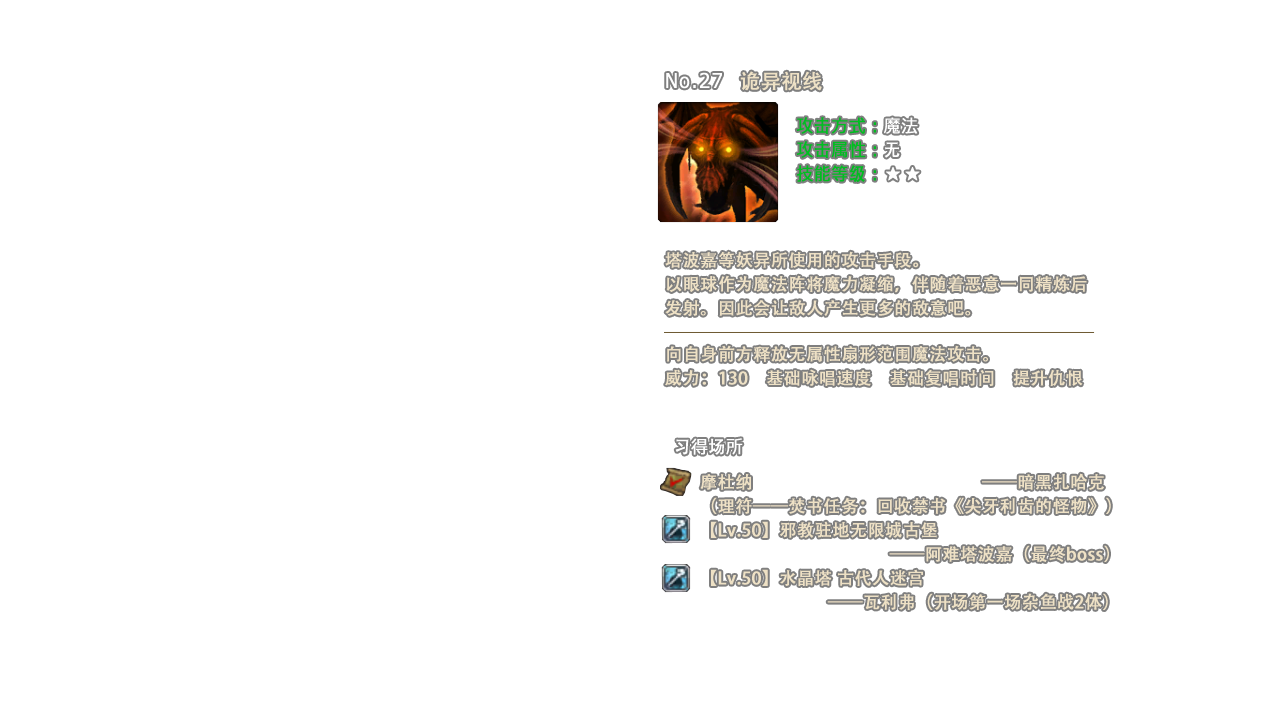 No.27 诡异视线
攻击方式：魔法
攻击属性：无
技能等级：★★
塔波嘉等妖异所使用的攻击手段。
以眼球作为魔法阵将魔力凝缩，伴随着恶意一同精炼后
发射。因此会让敌人产生更多的敌意吧。
向自身前方释放无属性扇形范围魔法攻击。
威力：130 基础咏唱速度 基础复唱时间 提升仇恨
习得场所
摩杜纳 ——暗黑扎哈克
（理符——焚书任务：回收禁书《尖牙利齿的怪物》）
【Lv.50】邪教驻地无限城古堡
——阿难塔波嘉（最终boss）
【Lv.50】水晶塔 古代人迷宫
——瓦利弗（开场第一场杂鱼战2体）